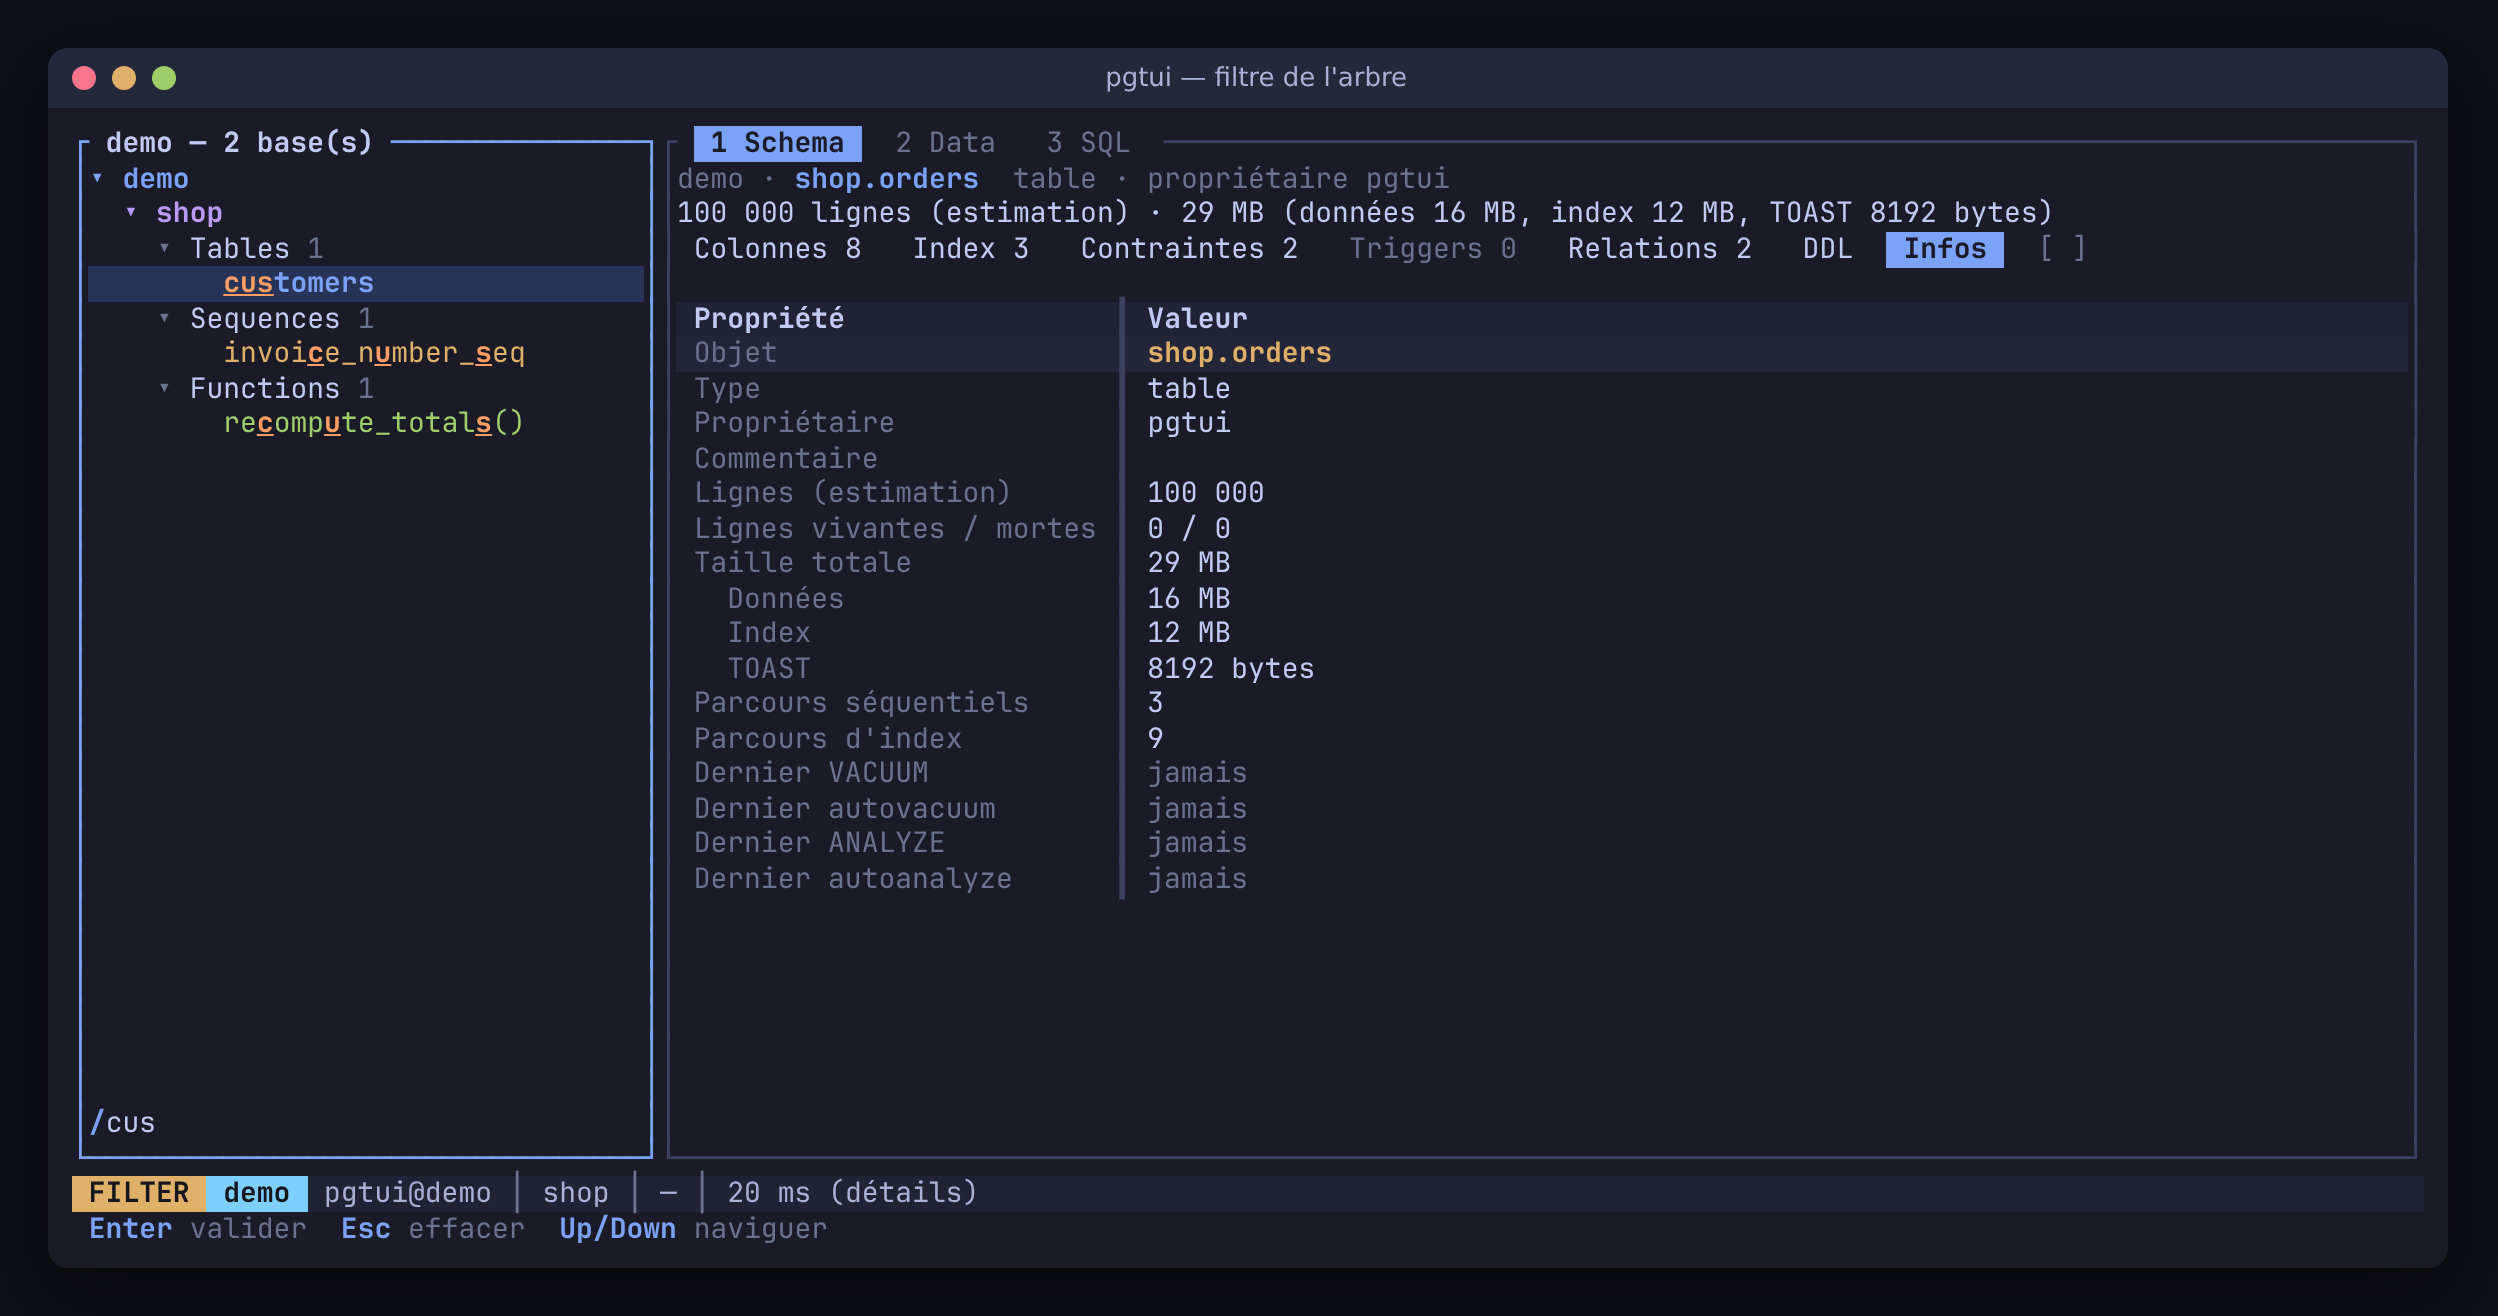 pgtui — filtre de l'arbre
demo — 2 base(s)
▾ demo
▾ shop
▾ Tables 1
customers
▾ Sequences 1
invoice_number_seq
▾ Functions 1
recompute_totals()
/cus
1 Schema 2 Data 3 SQL
demo · shop.orders table · propriétaire pgtui
100 000 lignes (estimation) · 29 MB (données 16 MB, index 12 MB, TOAST 8192 bytes)
Colonnes 8 Index 3 Contraintes 2 Triggers 0 Relations 2 DDL Infos [ ]
Propriété Valeur
Objet shop.orders
Type table
Propriétaire pgtui
Commentaire
Lignes (estimation) 100 000
Lignes vivantes / mortes 0 / 0
Taille totale 29 MB
Données 16 MB
Index 12 MB
TOAST 8192 bytes
Parcours séquentiels 3
Parcours d'index 9
Dernier VACUUM jamais
Dernier autovacuum jamais
Dernier ANALYZE jamais
Dernier autoanalyze jamais
FILTER demo pgtui@demo │ shop │ — │ 20 ms (détails)
Enter valider Esc effacer Up/Down naviguer